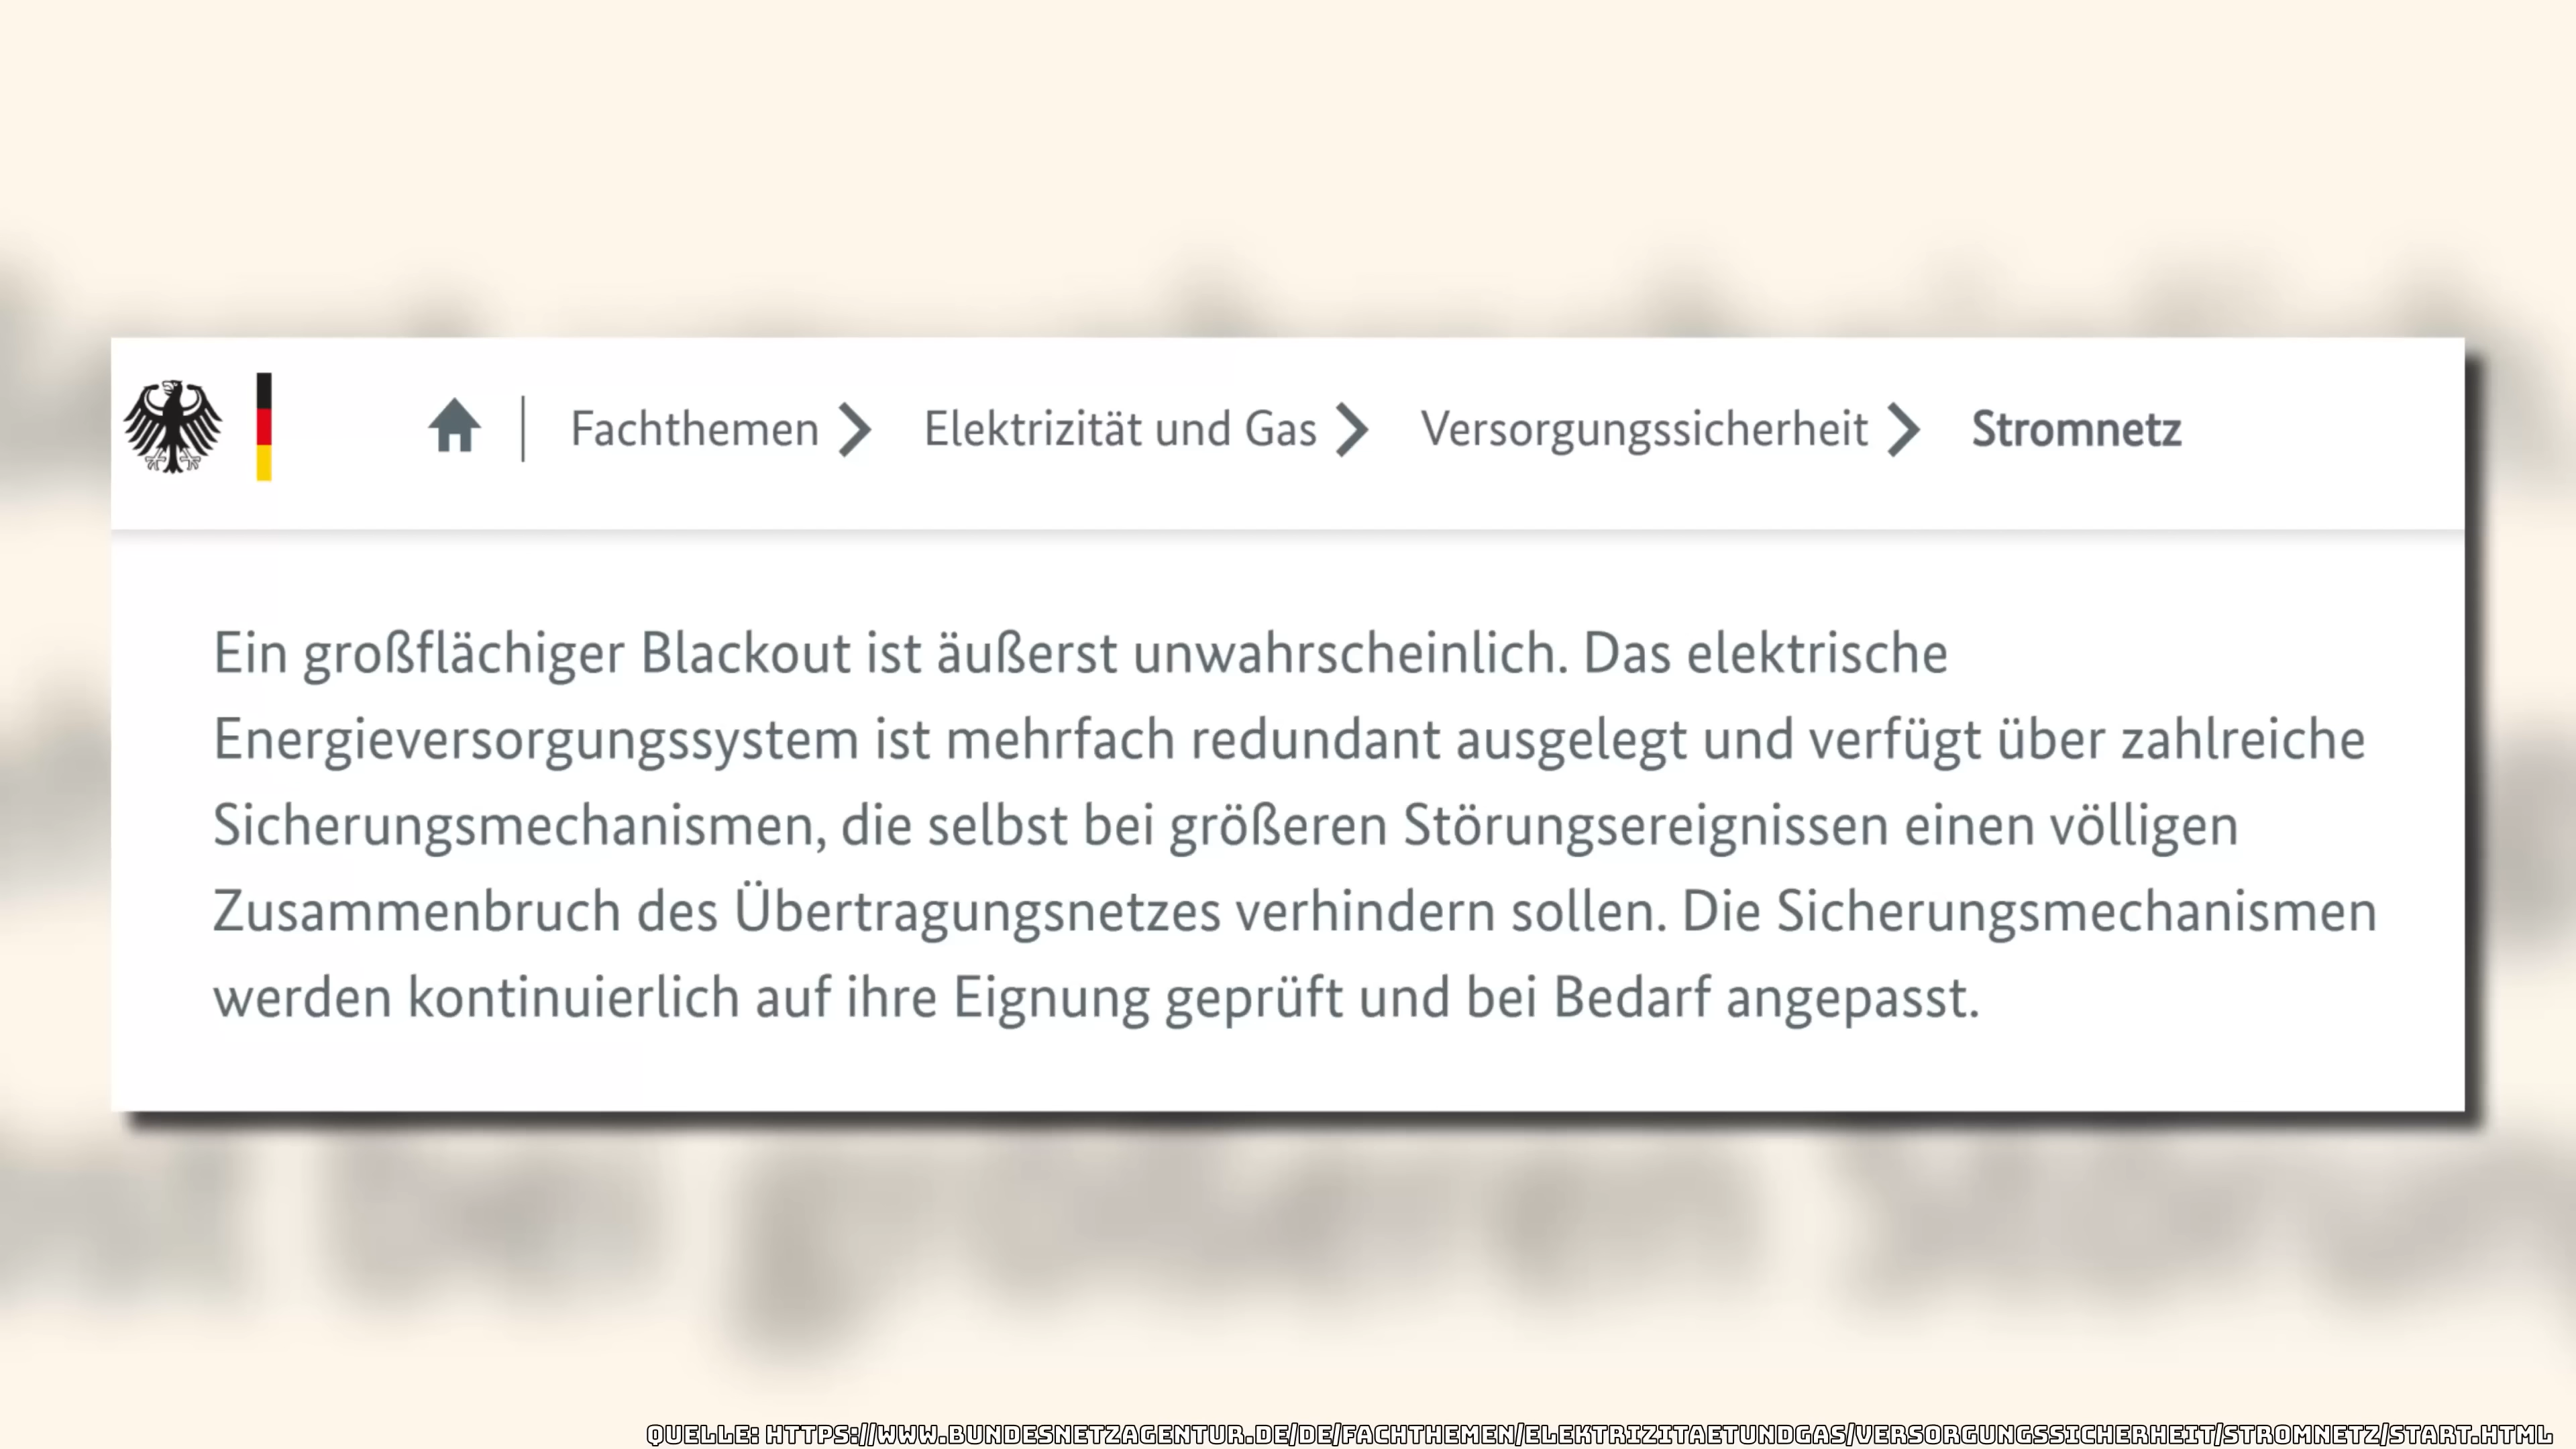 Fachthemen Elektrizität und Gas Versorgungssicherheit Stromnetz
Ein großflächiger Blackout ist äußerst unwahrscheinlich. Das elektrische
Energieversorgungssystem ist mehrfach redundant ausgelegt und verfügt über zahlreiche
Sicherungsmechanismen, die selbst bei größeren Störungsereignissen einen völligen
Zusammenbruch des Übertragungsnetzes verhindern sollen. Die Sicherungsmechanismen
werden kontinuierlich auf ihre Eignung geprüft und bei Bedarf angepasst.
QUELLE: HTTPS://WWW.BUNDESNETZAGENTUR.DE/DE/FACHTHEMEN/ELEKTRIZITAETUNDGAS/VERSORGUNGSSICHERHEIT/STROMNETZ/START.HTML